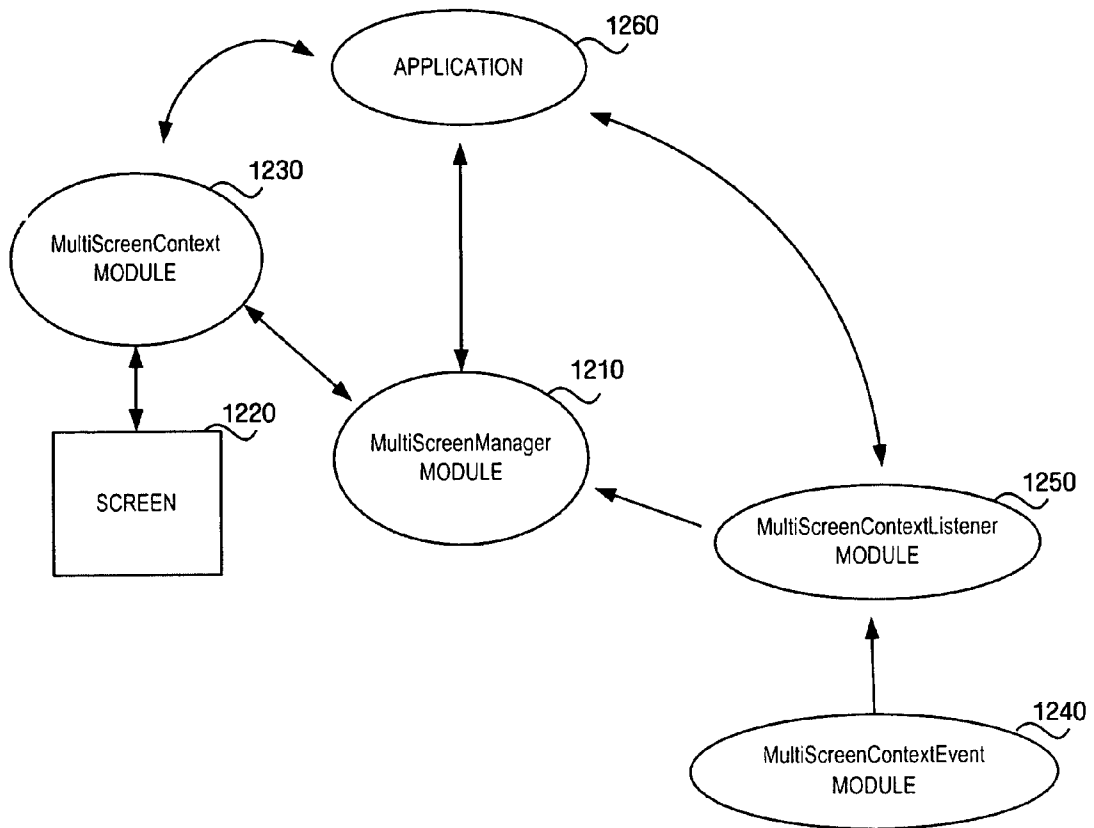 1260
APPLICATION
1230
MultiScreenContext
MODULE
1210
MultiScreenManager
MODULE
1220
SCREEN
1250
MultiScreenContextListener
MODULE
1240
MultiScreenContextEvent
MODULE